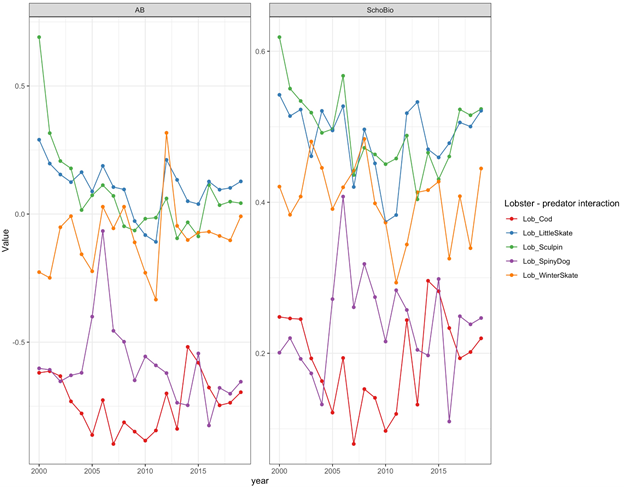 AB
SchoBio
Value
0.5
0.0
-0.5
0.6
0.4
0.2
2000
2005
2010
2015
2000
2005
2010
2015
year
Lobster - predator interaction
Lob_Cod
Lob_LittleSkate
Lob_Sculpin
Lob_SpinyDog
Lob_WinterSkate